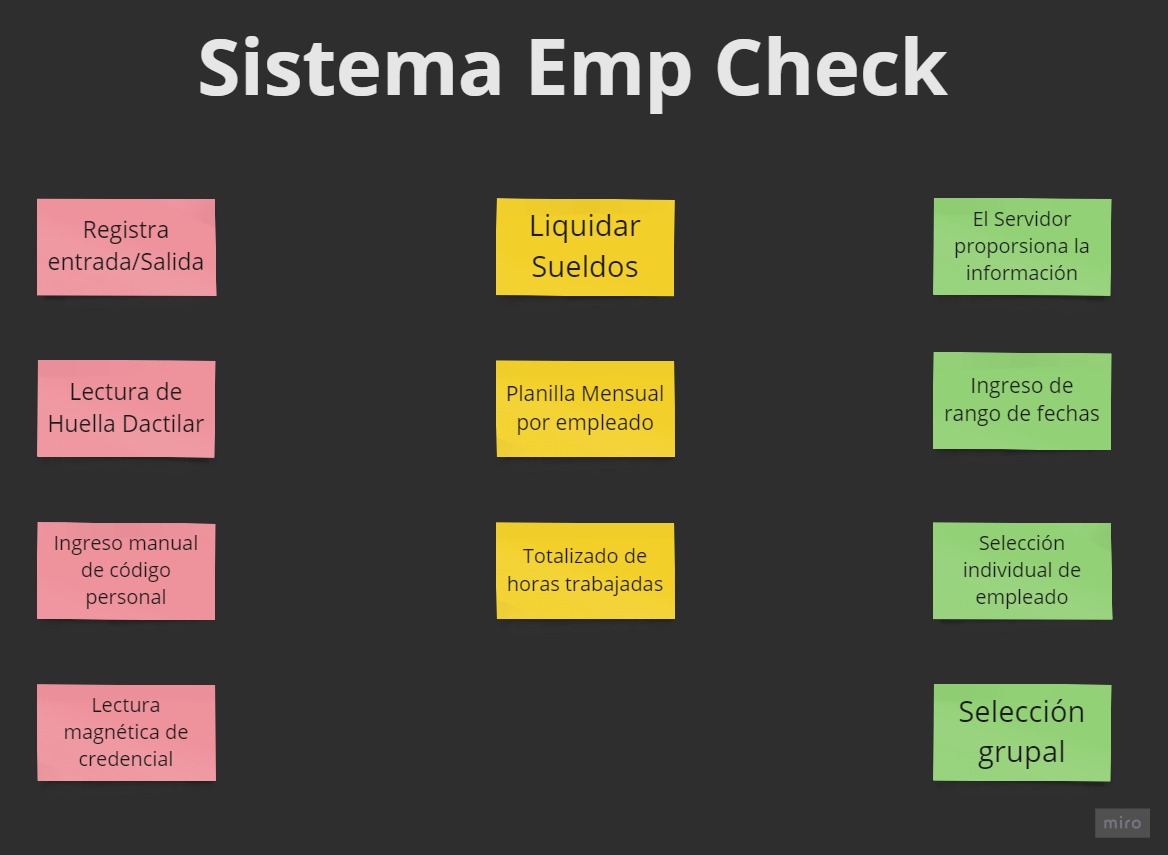 Sistema Emp Check
Registra
entrada/Salida
Lectura de
Huella Dactilar
Ingreso manual
de código
personal
Lectura
magnética de
credencial
Liquidar
Sueldos
Planilla Mensual
por empleado
Totalizado de
horas trabajadas
El Servidor
proporsiona la
información
Ingreso de
rango de fechas
Selección
individual de
empleado
Selección
grupal
miro